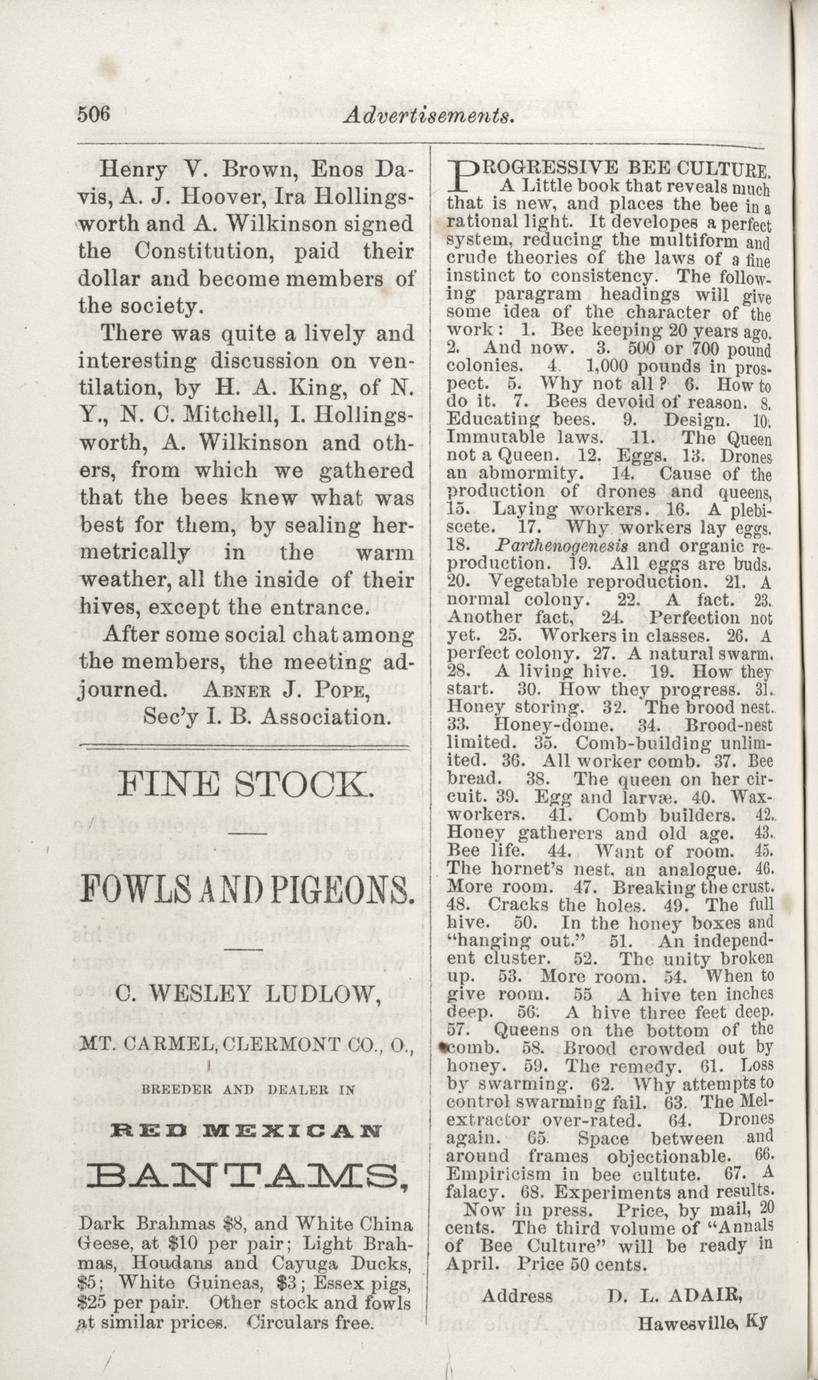 506
Advertisements.
Henry V. Brown, Enos Da-
vis, A. J. Hoover, Ira Hollings-
worth and A. Wilkinson signed
the Constitution, paid their
dollar and become members of
the society.
There was quite a lively and
interesting discussion on ven-
tilation, by H. A. King, of N.
Y., N. C. Mitchell, I. Hollings-
worth, A. Wilkinson and oth-
ers, from which we gathered
that the bees knew what was
best for them, by sealing her-
metrically in the warm
weather, all the inside of their
hives, except the entrance.
After some social chat among
the members, the meeting ad-
journed. ABNER J. POPE,
Sec'y I. B. Association.
FINE STOCK.
FOWLS AND PIGEONS.
C. WESLEY LUDLOW,
MT. CARMEL, CLERMONT CO., O.,
BREEDER AND DEALER IN
RED MEXICAN
BANTAMS,
Dark Brahmas $8, and White China
Geese, at $10 per pair; Light Brah-
mas, Houdans and Cayuga Ducks,
$5; White Guineas, $3; Essex pigs,
$25 per pair. Other stock and fowls
at similar prices. Circulars free.
PROGRESSIVE BEE CULTURE.
A Little book that reveals much
that is new, and places the bee in a
rational light. It developes a perfect
system, reducing the multiform and
crude theories of the laws of a fine
instinct to consistency. The follow-
ing paragram headings will give
some idea of the character of the
work: 1. Bee keeping 20 years ago.
2. And now. 3. 500 or 700 pound
colonies. 4. 1,000 pounds in pros-
pect. 5. Why not all? 6. How to
do it. 7. Bees devoid of reason. 8.
Educating bees. 9. Design. 10.
Immutable laws. 11. The Queen
not a Queen. 12. Eggs. 13. Drones
an abmormity. 14. Cause of the
production of drones and queens,
15. Laying workers. 16. A plebi-
scete. 17. Why workers lay eggs.
18. Parthenogenesis and organic re-
production. 19. All eggs are buds.
20. Vegetable reproduction. 21. A
normal colony. 22. A fact. 23.
Another fact, 24. Perfection not
yet. 25. Workers in classes. 26. A
perfect colony. 27. A natural swarm.
28. A living hive. 19. How they
start. 30. How they progress. 31.
Honey storing. 32. The brood nest.
33. Honey-dome. 34. Brood-nest
limited. 35. Comb-building unlim-
ited. 36. All worker comb. 37. Bee
bread. 38. The queen on her cir-
cuit. 39. Egg and larvæ. 40. Wax-
workers. 41. Comb builders. 42.
Honey gatherers and old age. 43.
Bee life. 44. Want of room. 45.
The hornet's nest, an analogue. 46.
More room. 47. Breaking the crust.
48. Cracks the holes. 49. The full
hive. 50. In the honey boxes and
"hanging out." 51. An independ-
ent cluster. 52. The unity broken
up. 53. More room. 54. When to
give room. 55 A hive ten inches
deep. 56. A hive three feet deep.
57. Queens on the bottom of the
comb. 58. Brood crowded out by
honey. 59. The remedy. 61. Loss
by swarming. 62. Why attempts to
control swarming fail. 63. The Mel-
extractor over-rated. 64. Drones
again. 65. Space between and
around frames objectionable. 66.
Empiricism in bee cultute. 67. A
falacy. 68. Experiments and results.
Now in press. Price, by mail, 20
cents. The third volume of "Annals
of Bee Culture" will be ready in
April. Price 50 cents.
Address D. L. ADAIR,
Hawesville, Ky